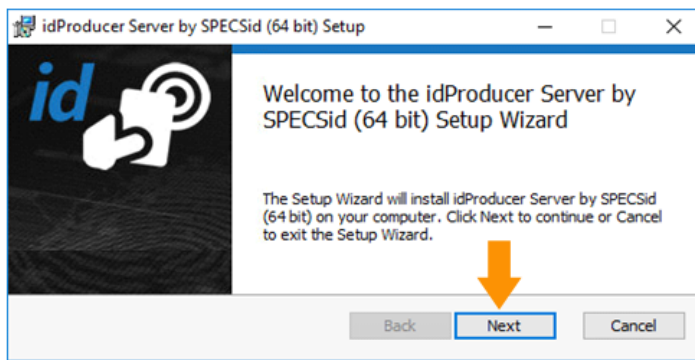 idProducer Server by SPECSid (64 bit) Setup
id
Welcome to the idProducer Server by
SPECSid (64 bit) Setup Wizard
The Setup Wizard will install idProducer Server by SPECSid
(64 bit) on your computer. Click Next to continue or Cancel
to exit the Setup Wizard.
Back Next Cancel